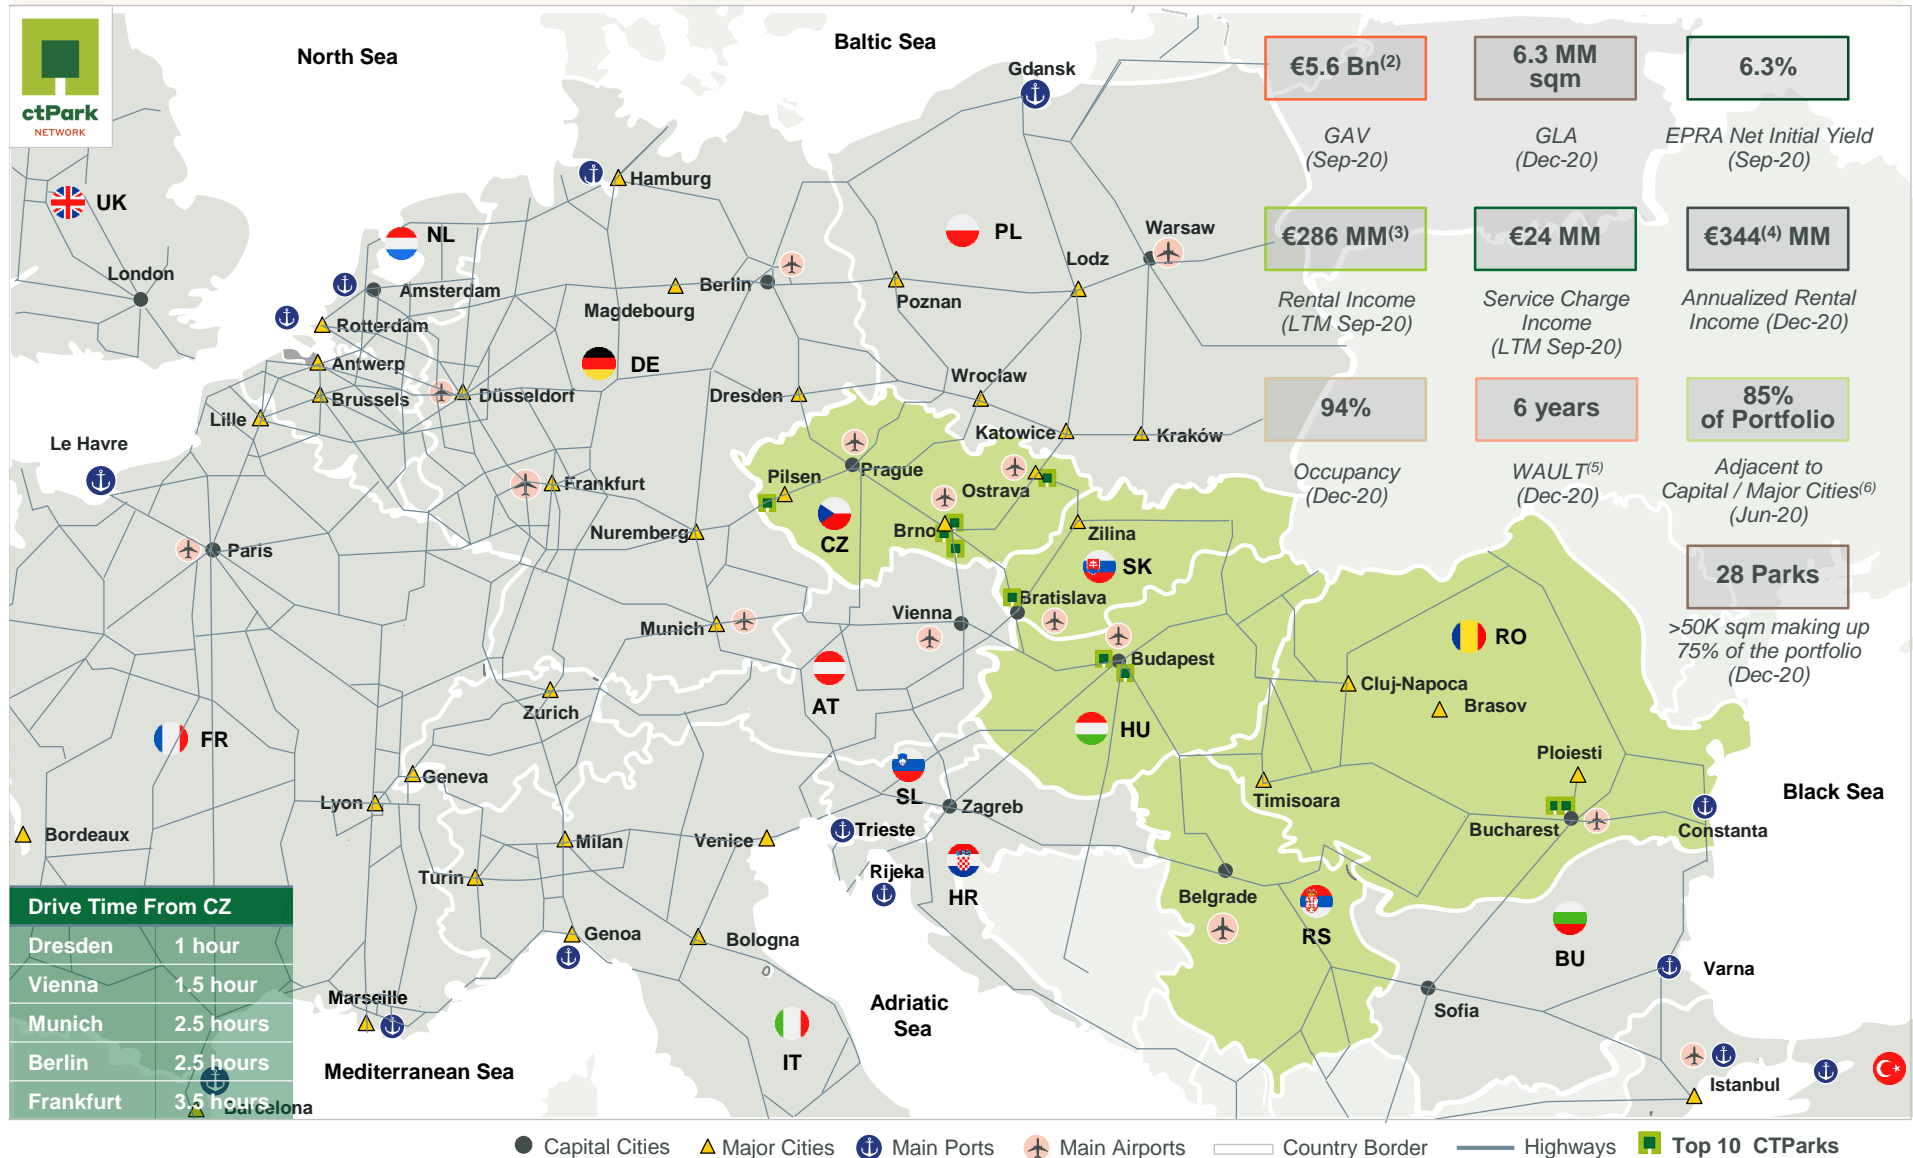 ctPark
NETWORK
North Sea
Baltic Sea
Gdansk
€5.6 Bn(2)
GAV
(Sep-20)
6.3 MM
sqm
GLA
(Dec-20)
6.3%
EPRA Net Initial Yield
(Sep-20)
€286 MM(3)
Rental Income
(LTM Sep-20)
€24 MM
Service Charge
Income
(LTM Sep-20)
€344(4) MM
Annualized Rental
Income (Dec-20)
94%
Occupancy
(Dec-20)
6 years
WAULT(5)
(Dec-20)
85%
of Portfolio
Adjacent to
Capital / Major Cities(6)
(Jun-20)
28 Parks
>50K sqm making up
75% of the portfolio
(Dec-20)
Hamburg
UK
NL
PL
Warsaw
London
Lodz
Amsterdam
Berlin
Magdebourg
Poznan
Rotterdam
Antwerp
DE
Brussels
Düsseldorf
Dresden
Wroclaw
Lille
Katowice
Kraków
Le Havre
Prague
Pilsen
Ostrava
Frankfurt
Nuremberg
CZ
Brno
Zilina
Paris
SK
Bratislava
Vienna
Munich
Budapest
RO
Cluj-Napoca
Brasov
Zurich
AT
FR
HU
Ploiesti
Geneva
Lyon
SL
Zagreb
Timisoara
Black Sea
Bordeaux
Milan
Venice
Trieste
Bucharest
Constanta
Turin
Rijeka
HR
Belgrade
RS
Genoa
Bologna
BU
Varna
Marseille
Adriatic
Sea
Sofia
IT
Mediterranean Sea
Istanbul
Barcelona
Drive Time From CZ
Dresden 1 hour
Vienna 1.5 hour
Munich 2.5 hours
Berlin 2.5 hours
Frankfurt 3.5 hours
Capital Cities
Major Cities
Main Ports
Main Airports
Country Border
Highways
Top 10 CTParks